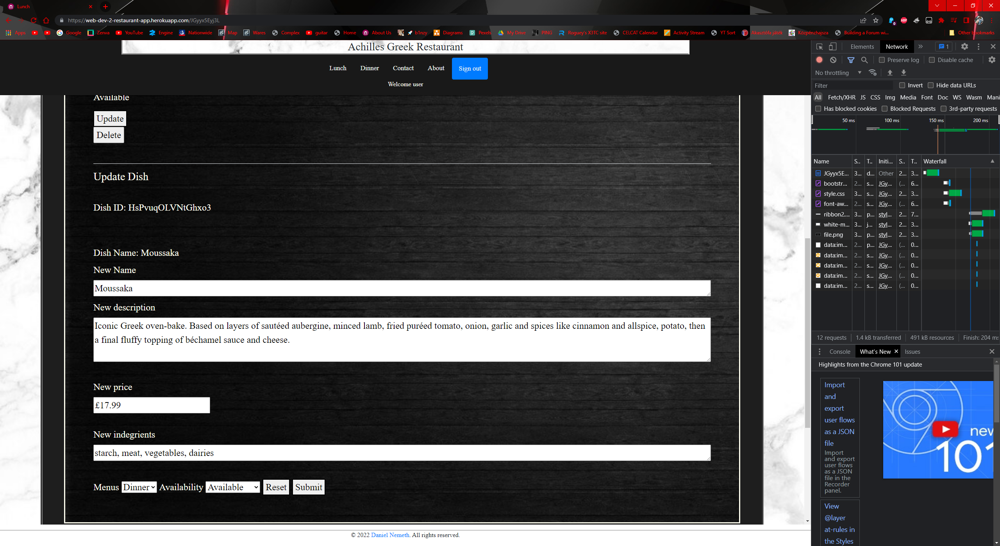 Lunch
https://web-dev-2-restaurant-app.herokuapp.com/JGyyx5Eyj3L
Apps Google Zenva YouTube Engine Nationwide Map Wares Complex guitar Home About Us b1nzy Diagrams Pexels My Drive PING Roguey's X3TC site CELCAT Calendar Activity Stream YT Sort Akasztófa játék Közpénzhajsza Building a Forum wi... Other bookmarks
Achilles Greek Restaurant
Lunch Dinner Contact About Sign out
Welcome user
Available
Update
Delete
Update Dish
Dish ID: HsPvuqOLVNtGhxo3
Dish Name: Moussaka
New Name
Moussaka
New description
Iconic Greek oven-bake. Based on layers of sautéed aubergine, minced lamb, fried puréed tomato, onion, garlic and spices like cinnamon and allspice, potato, then
a final fluffy topping of béchamel sauce and cheese.
New price
£17.99
New indegrients
starch, meat, vegetables, dairies
Menus Dinner Availability Available Reset Submit
© 2022 Daniel Nemeth. All rights reserved.
Elements Network 1
Preserve log Disable cache
No throttling
Filter Invert Hide data URLs
All Fetch/XHR JS CSS Img Media Font Doc WS Wasm Mani
Has blocked cookies Blocked Requests 3rd-party requests
50 ms 100 ms 150 ms 200 ms
Name S.. T.. Initi... S.. T.. Waterfall
JGyyx5E... 3... d... Other 2... 3...
bootstr... 2... s... JGy... (... 6...
style.css 3... s... JGy... 2... 3...
font-aw... 2... s... JGy... (... 6...
ribbon2.... 3... p... styl... 2... 7...
white-m... 3... j... styl... 2... 3...
file.png 3... p... styl... 2... 3...
data:im... 2... p... JGy... (... 0...
data:im... 2... s... JGy... (... 0...
data:im... 2... s... JGy... (... 0...
data:im... 2... s... JGy... (... 0...
data:im... 2... s... JGy... (... 0...
12 requests 1.4 kB transferred 491 kB resources Finish: 204 ms
Console What's New Issues
Highlights from the Chrome 101 update
Import
and
export
user flows
as a JSON
file
Import
and export
user flows
as a JSON
file in the
Recorder
panel.
new
101
View
@layer
at-rules in
the Styles